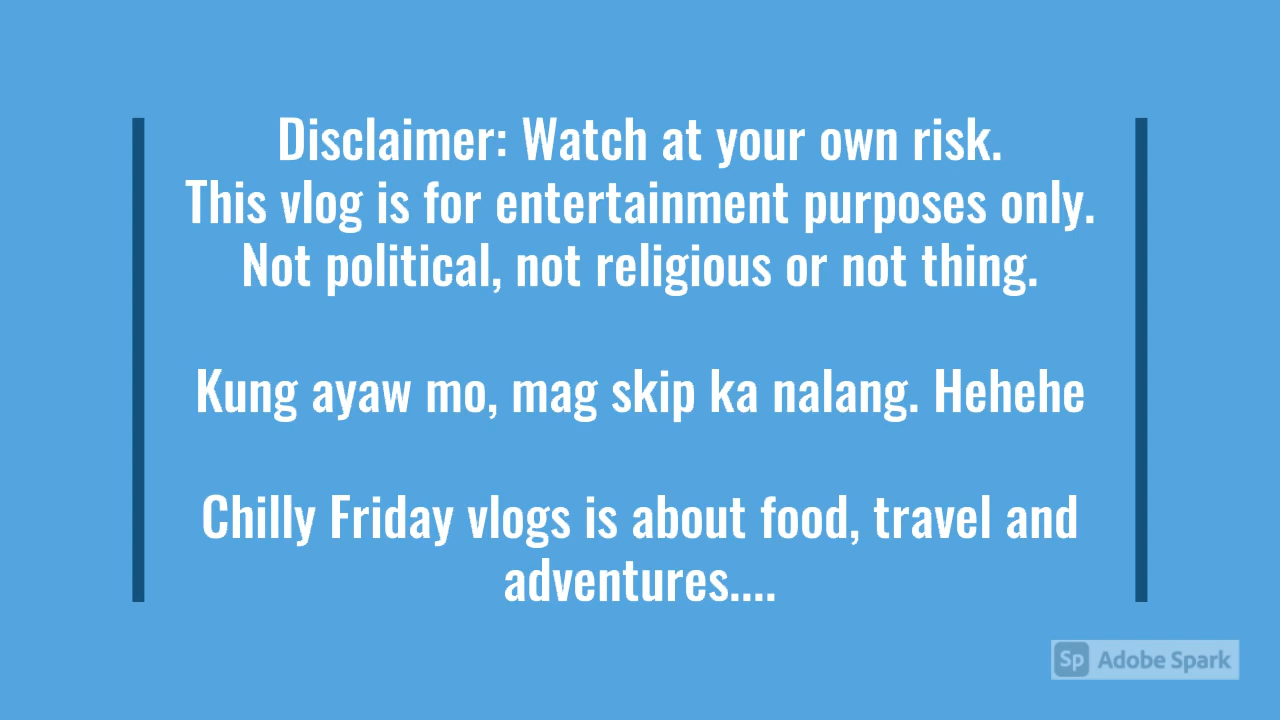 Disclaimer: Watch at your own risk.
This vlog is for entertainment purposes only.
Not political, not religious or not thing.
Kung ayaw mo, mag skip ka nalang. Hehehe
Chilly Friday vlogs is about food, travel and
adventures....
Sp Adobe Spark